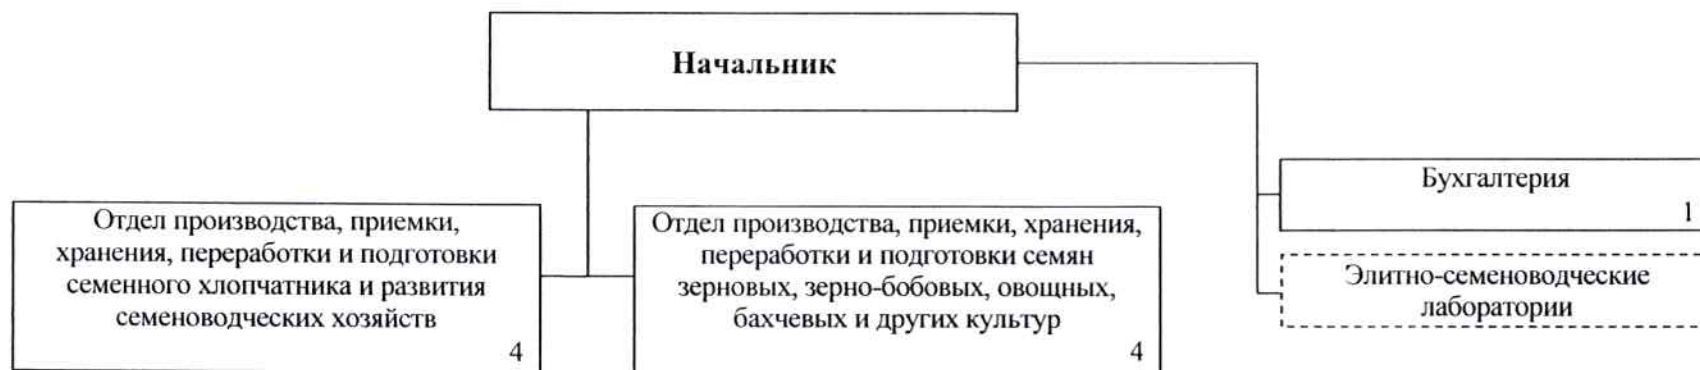 Начальник
Отдел производства, приемки,
хранения, переработки и подготовки
семенного хлопчатника и развития
семеноводческих хозяйств
4
Отдел производства, приемки, хранения,
переработки и подготовки семян
зерновых, зерно-бобовых, овощных,
бахчевых и других культур
4
Бухгалтерия
1
Элитно-семеноводческие
лаборатории